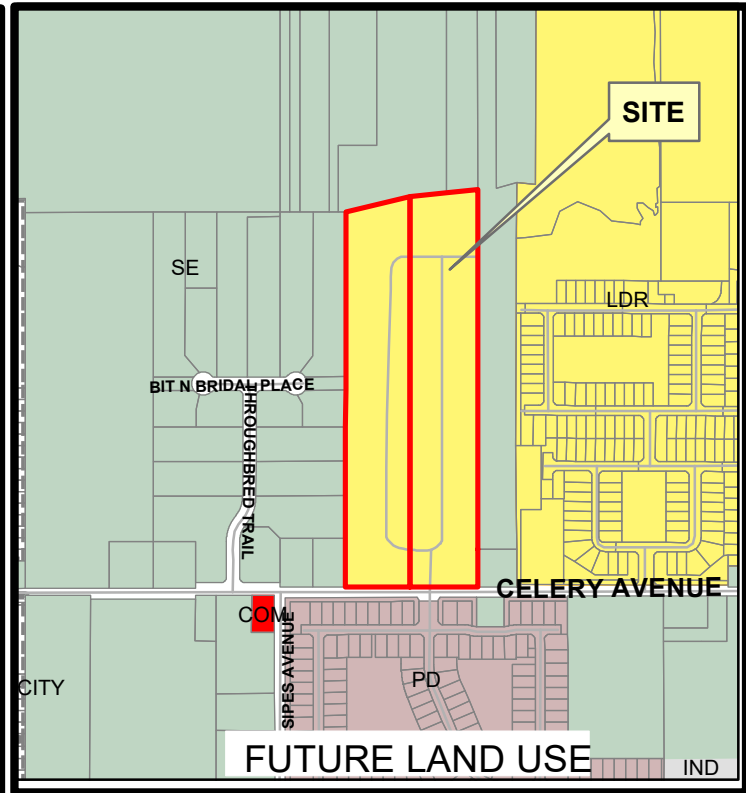 SITE
SE
LDR
BIT N BRIDAL PLACE
THROUGHBRED TRAIL
CELERY AVENUE
COM
SIPES AVENUE
CITY
PD
FUTURE LAND USE
IND